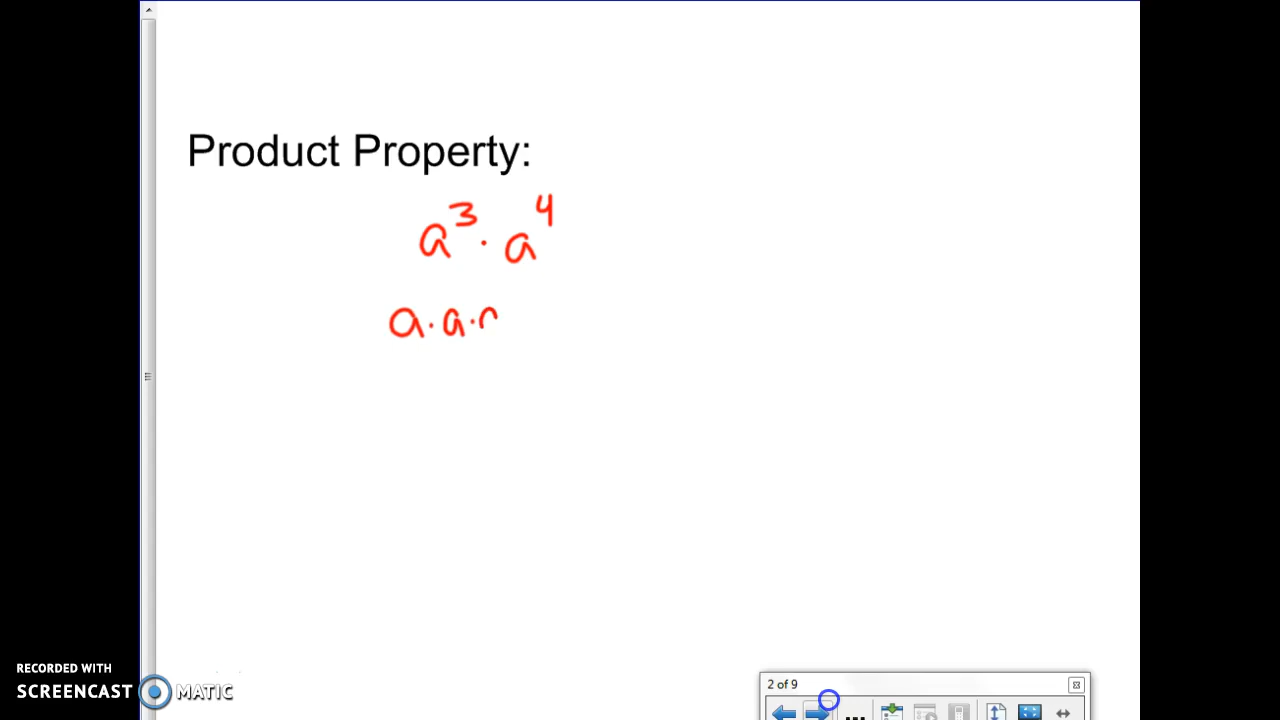 Product Property:
a³ · a⁴
a · a ·
2 of 9
RECORDED WITH
SCREENCAST MATIC